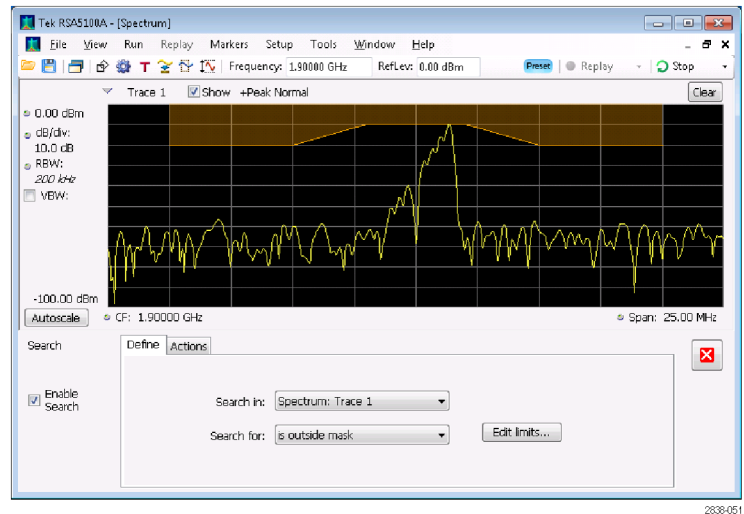 Tek RSA5100A - [Spectrum]
File View Run Replay Markers Setup Tools Window Help
T Frequency: 1.90000 GHz RefLev: 0.00 dBm Preset Replay Stop
Trace 1 Show +Peak Normal Clear
0.00 dBm
dB/div:
10.0 dB
RBW:
200 kHz
VBW:
-100.00 dBm
Autoscale CF: 1.90000 GHz Span: 25.00 MHz
Search Define Actions
Enable
Search
Search in: Spectrum: Trace 1
Search for: is outside mask Edit limits...
2838-051